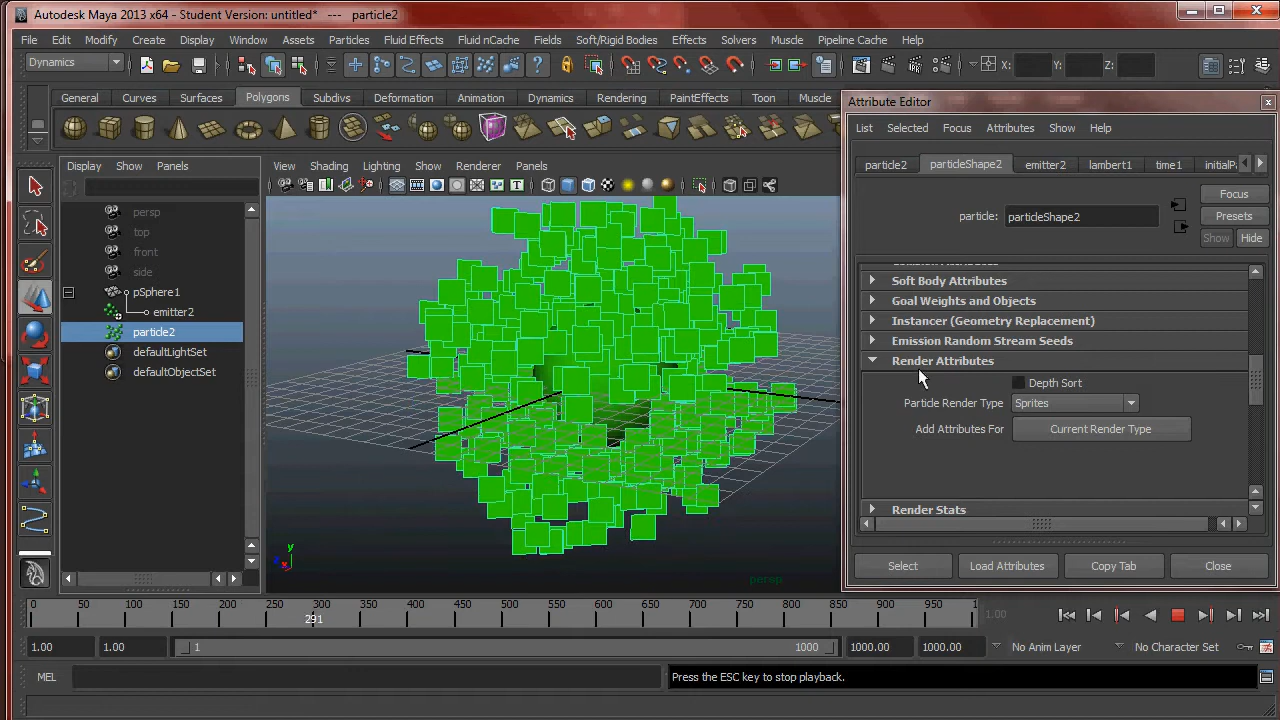 Autodesk Maya 2013 x64 - Student Version: untitled* --- particle2
File Edit Modify Create Display Window Assets Particles Fluid Effects Fluid nCache Fields Soft/Rigid Bodies Effects Solvers Muscle Pipeline Cache Help
Dynamics X: Y: Z:
General Curves Surfaces Polygons Subdivs Deformation Animation Dynamics Rendering PaintEffects Toon Muscle
Attribute Editor
List Selected Focus Attributes Show Help
particle2 particleShape2 emitter2 lambert1 time1
particle: particleShape2
Focus
Presets
Show Hide
Soft Body Attributes
Goal Weights and Objects
Instancer (Geometry Replacement)
Emission Random Stream Seeds
Render Attributes
Depth Sort
Particle Render Type Sprites
Add Attributes For Current Render Type
Render Stats
Select Load Attributes Copy Tab Close
Display Show Panels
persp
top
front
side
pSphere1
emitter2
particle2
defaultLightSet
defaultObjectSet
View Shading Lighting Show Renderer Panels
y
x
z
persp
0 50 100 150 200 250 300 350 400 450 500 550 600 650 700 750 800 850 900 950 1
291
1.00
1.00 1.00 1 1000 1000.00 1000.00 No Anim Layer No Character Set
MEL Press the ESC key to stop playback.